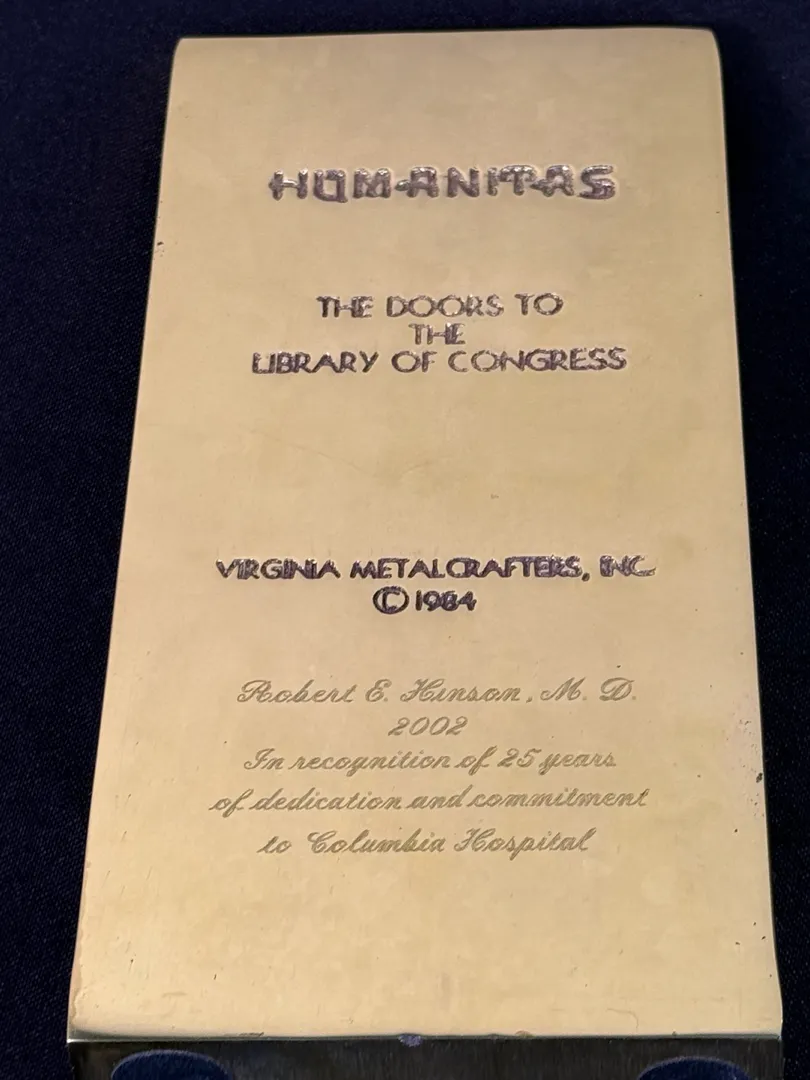 HUMANITAS
THE DOORS TO
THE
LIBRARY OF CONGRESS
VIRGINIA METALCRAFTERS, INC.
© 1984
Robert E. Hinson, M. D.
2002
In recognition of 25 years
of dedication and commitment
to Columbia Hospital